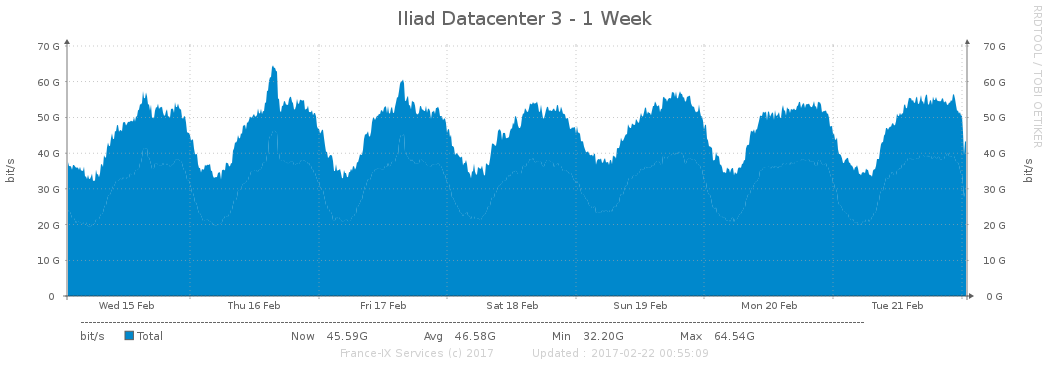 Iliad Datacenter 3 - 1 Week
RRDTOOL / TOBI OETIKER
70 G 70 G
60 G 60 G
50 G 50 G
40 G 40 G
30 G 30 G
20 G 20 G
10 G 10 G
0 0 G
bit/s
bit/s
Wed 15 Feb Thu 16 Feb Fri 17 Feb Sat 18 Feb Sun 19 Feb Mon 20 Feb Tue 21 Feb
bit/s Total Now 45.59G Avg 46.58G Min 32.20G Max 64.54G
France-IX Services (c) 2017 Updated : 2017-02-22 00:55:09